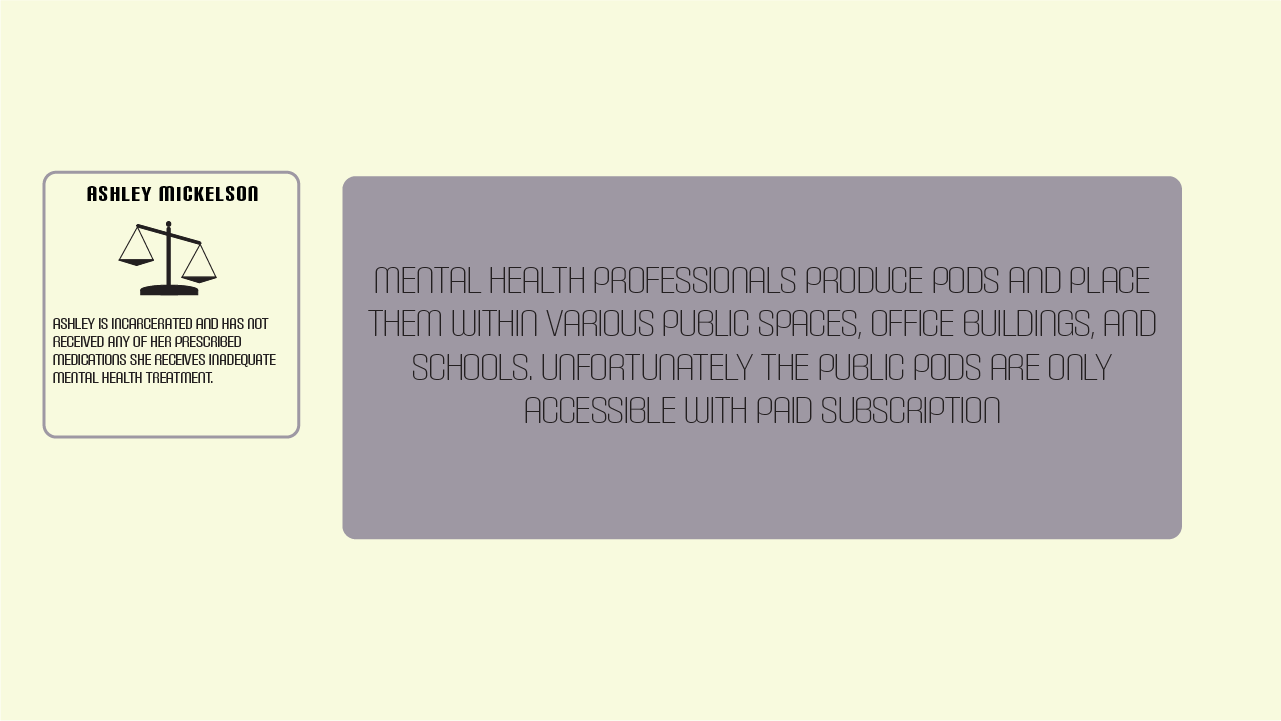 ASHLEY MICKELSON
ASHLEY IS INCARCERATED AND HAS NOT
RECEIVED ANY OF HER PRESCRIBED
MEDICATIONS SHE RECEIVES INADEQUATE
MENTAL HEALTH TREATMENT.
MENTAL HEALTH PROFESSIONALS PRODUCE PODS AND PLACE
THEM WITHIN VARIOUS PUBLIC SPACES, OFFICE BUILDINGS, AND
SCHOOLS. UNFORTUNATELY THE PUBLIC PODS ARE ONLY
ACCESSIBLE WITH PAID SUBSCRIPTION